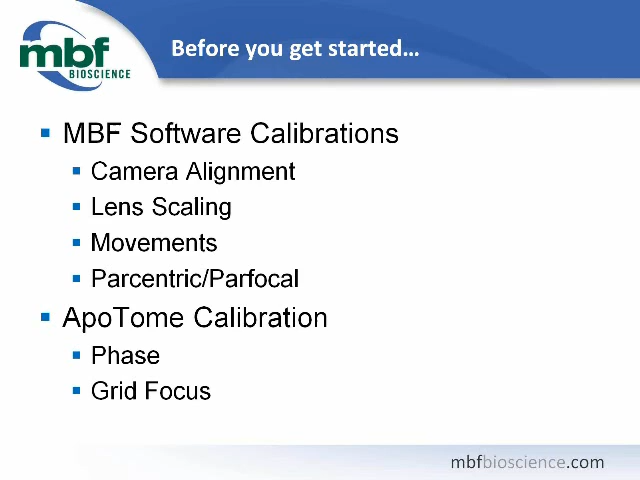 mbf
BIOSCIENCE
Before you get started…
MBF Software Calibrations
Camera Alignment
Lens Scaling
Movements
Parcentric/Parfocal
ApoTome Calibration
Phase
Grid Focus
mbfbioscience.com